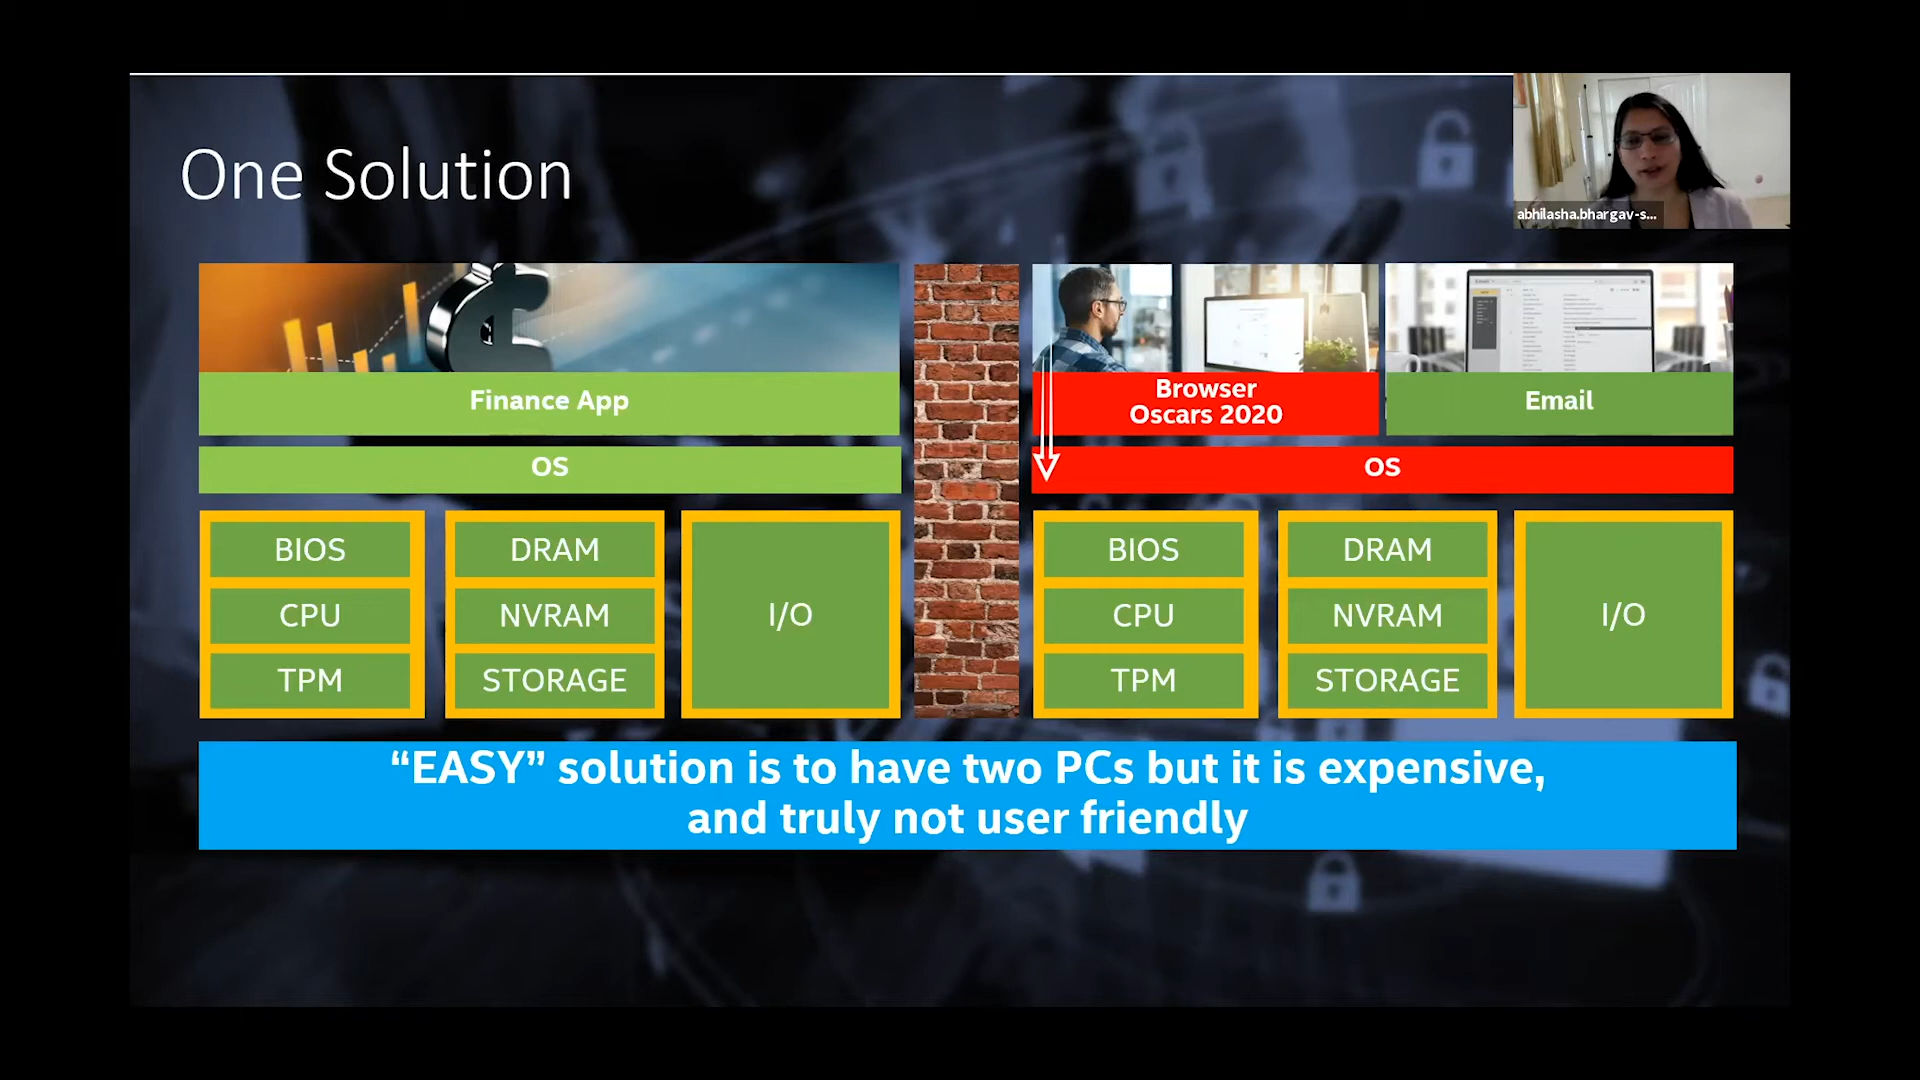 One Solution
abhilasha.bhargav-s...
Finance App
OS
BIOS
CPU
TPM
DRAM
NVRAM
STORAGE
I/O
Browser
Oscars 2020
Email
OS
BIOS
CPU
TPM
DRAM
NVRAM
STORAGE
I/O
“EASY” solution is to have two PCs but it is expensive,
and truly not user friendly